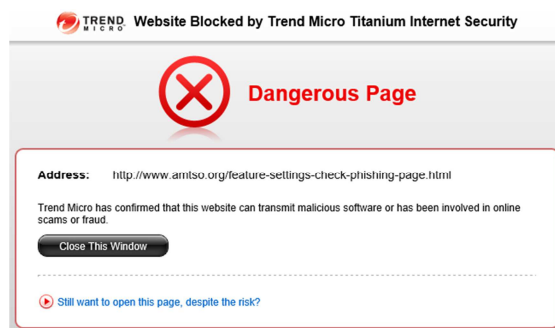 TREND MICRO Website Blocked by Trend Micro Titanium Internet Security
Dangerous Page
Address: http://www.amtso.org/feature-settings-check-phishing-page.html
Trend Micro has confirmed that this website can transmit malicious software or has been involved in online
scams or fraud.
Close This Window
Still want to open this page, despite the risk?